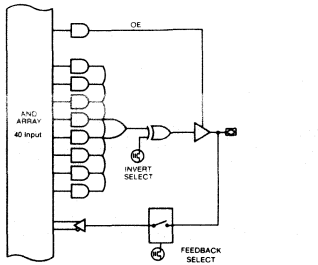 OE
AND
ARRAY
40 input
INVERT
SELECT
FEEDBACK
SELECT